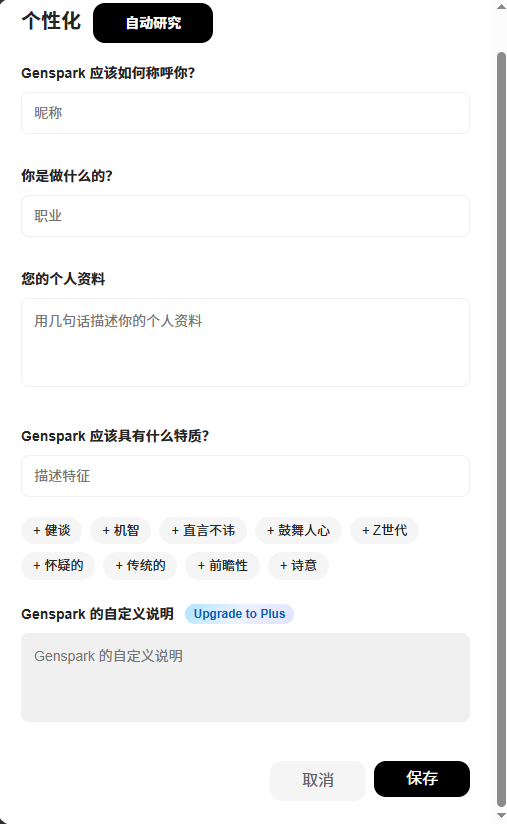 个性化 自动研究
Genspark 应该如何称呼你?
昵称
你是做什么的?
职业
您的个人资料
用几句话描述你的个人资料
Genspark 应该具有什么特质?
描述特征
+ 健谈 + 机智 + 直言不讳 + 鼓舞人心 + Z世代
+ 怀疑的 + 传统的 + 前瞻性 + 诗意
Genspark 的自定义说明 Upgrade to Plus
Genspark 的自定义说明
取消 保存